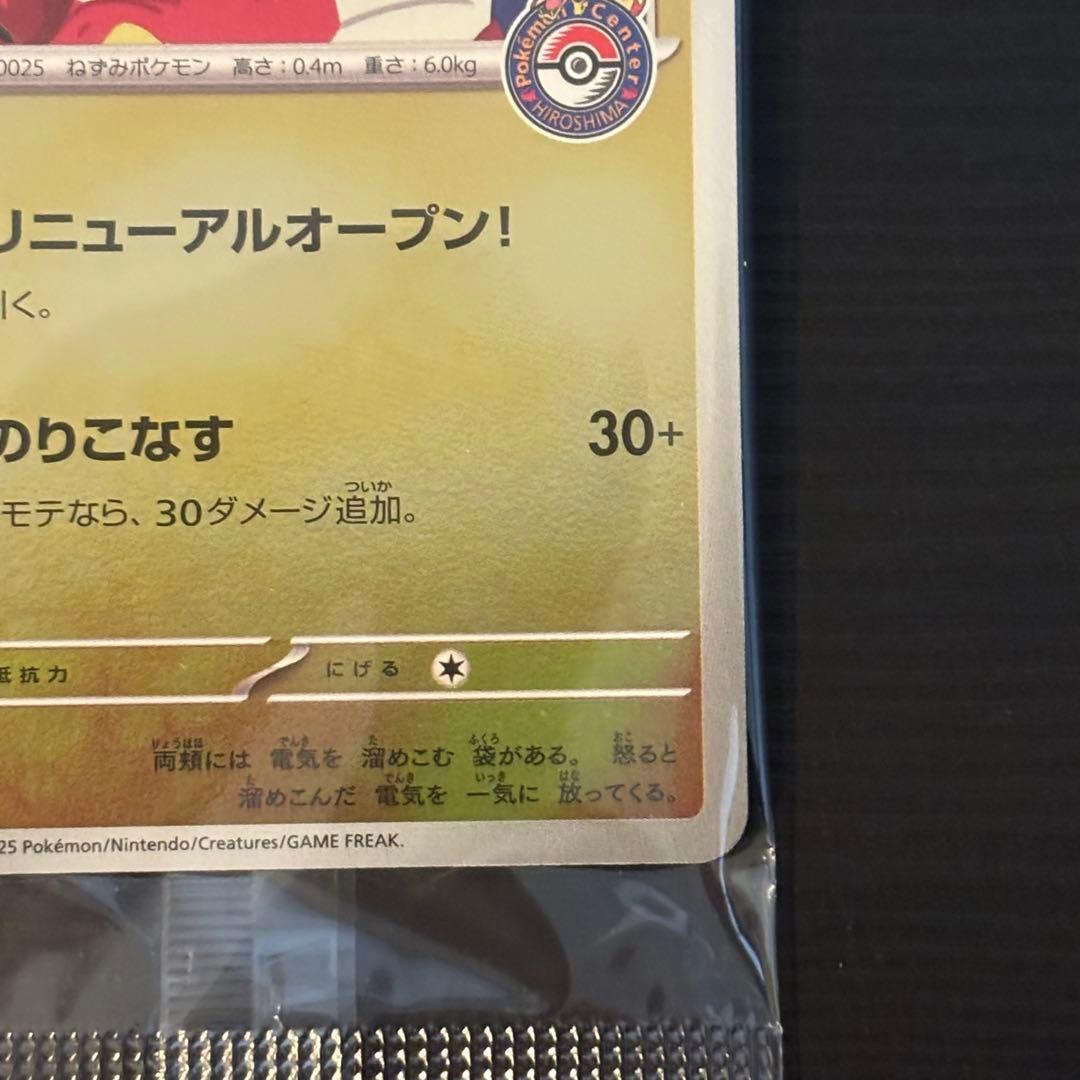 0025 ねずみポケモン 高さ:0.4m 重さ:6.0kg
Pokémon Center
HIROSHIMA
リニューアルオープン!
く。
のりこなす 30+
モテなら、30ダメージ追加。
ついか
抵抗力 にげる
両頬には 電気を 溜めこむ 袋がある。 怒ると
りょうほほ でんき た ふくろ おこ
溜めこんだ 電気を 一気に 放ってくる。
た でんき いっき はな
25 Pokémon/Nintendo/Creatures/GAME FREAK.